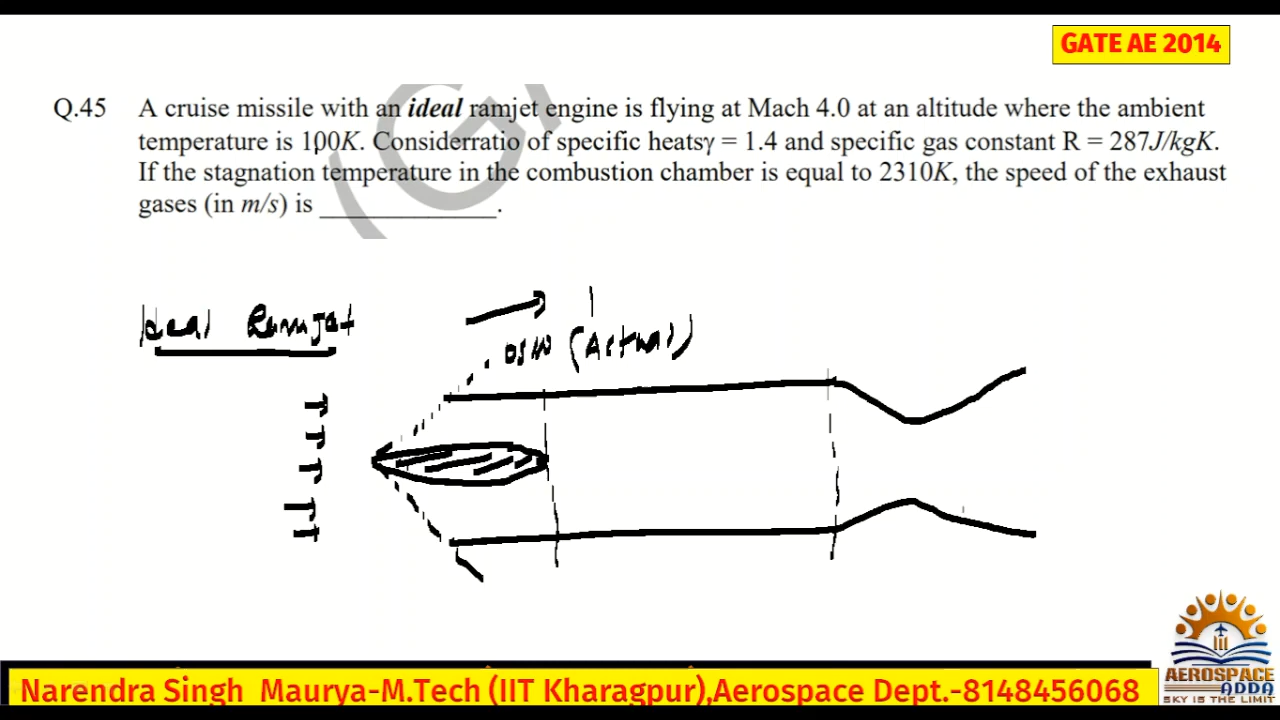 GATE AE 2014
Q.45 A cruise missile with an ideal ramjet engine is flying at Mach 4.0 at an altitude where the ambient
temperature is 100K. Considerratio of specific heatsγ = 1.4 and specific gas constant R = 287J/kgK.
If the stagnation temperature in the combustion chamber is equal to 2310K, the speed of the exhaust
gases (in m/s) is ____________.
Ideal Ramjet
OSW (Actual)
AEROSPACE
ADDA
SKY IS THE LIMIT
Narendra Singh Maurya-M.Tech (IIT Kharagpur),Aerospace Dept.-8148456068